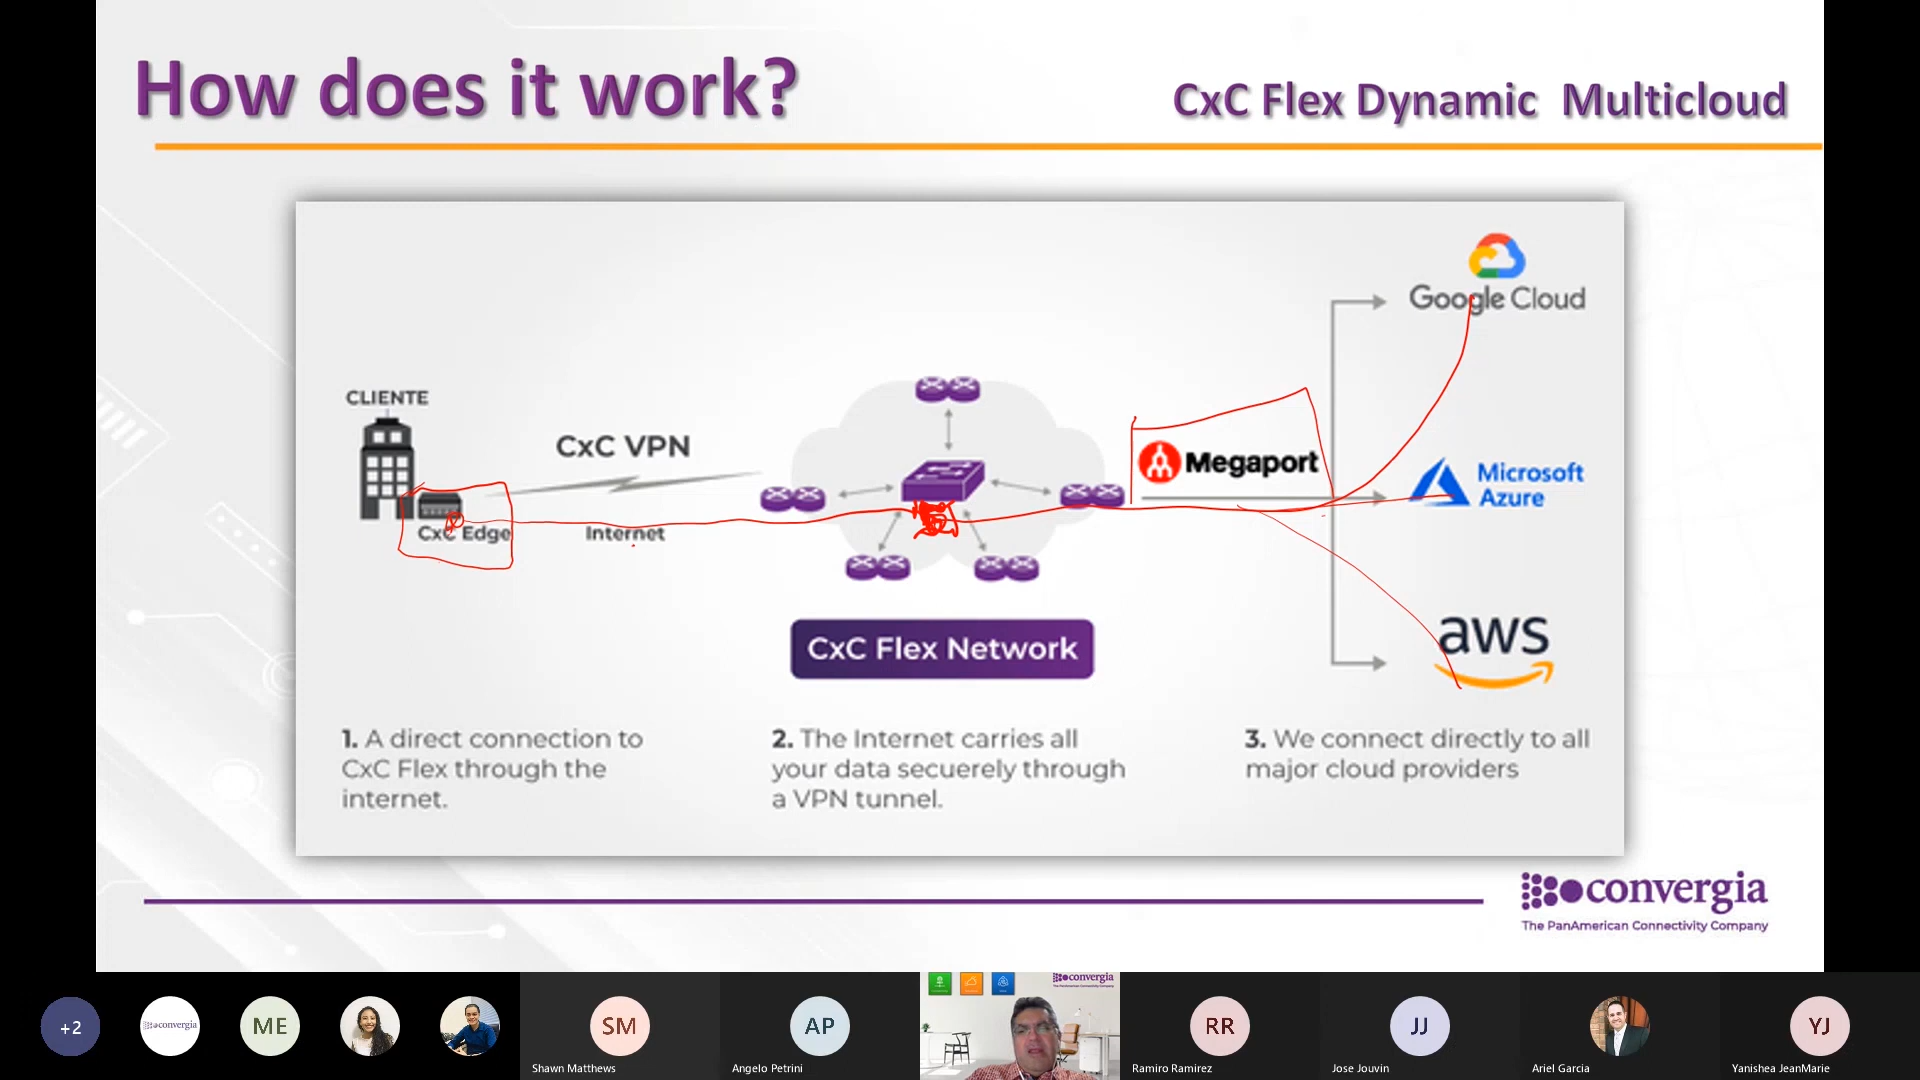 How does it work?
CxC Flex Dynamic Multicloud
Google Cloud
CLIENTE
CxC VPN
CxC Edge
Internet
Megaport
Microsoft
Azure
aws
CxC Flex Network
1. A direct connection to
CxC Flex through the
internet.
2. The Internet carries all
your data secuerely through
a VPN tunnel.
3. We connect directly to all
major cloud providers
convergia
The PanAmerican Connectivity Company
+2
convergia
ME
SM
Shawn Matthews
AP
Angelo Petrini
convergia
RR
Ramiro Ramirez
JJ
Jose Jouvin
Ariel Garcia
YJ
Yanishea JeanMarie